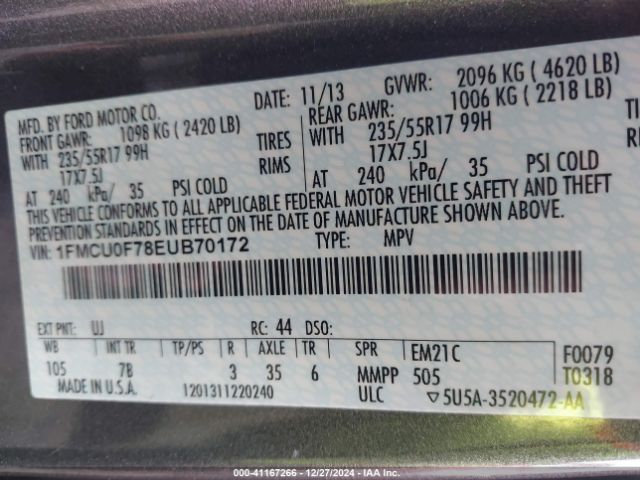 MFD. BY FORD MOTOR CO. DATE: 11/13 GVWR: 2096 KG ( 4620 LB)
FRONT GAWR: 1098 KG ( 2420 LB) REAR GAWR: 1006 KG ( 2218 LB)
WITH 235/55R17 99H TIRES WITH 235/55R17 99H TIRES
17X7.5J RIMS 17X7.5J
AT 240 kPa/ 35 PSI COLD AT 240 kPa/ 35 PSI COLD
THIS VEHICLE CONFORMS TO ALL APPLICABLE FEDERAL MOTOR VEHICLE SAFETY AND THEFT
PREVENTION STANDARDS IN EFFECT ON THE DATE OF MANUFACTURE SHOWN ABOVE.
VIN: 1FMCU0F78EUB70172 TYPE: MPV
EXT PNT: UJ RC: 44 DSO:
WB INT TR TP/PS R AXLE TR SPR EM21C F0079
105 7B 3 35 6 MMPP 505 T0318
MADE IN U.S.A. 1201311220240 ULC ▽5U5A-3520472-AA
000-41167266 - 12/27/2024 - IAA Inc.